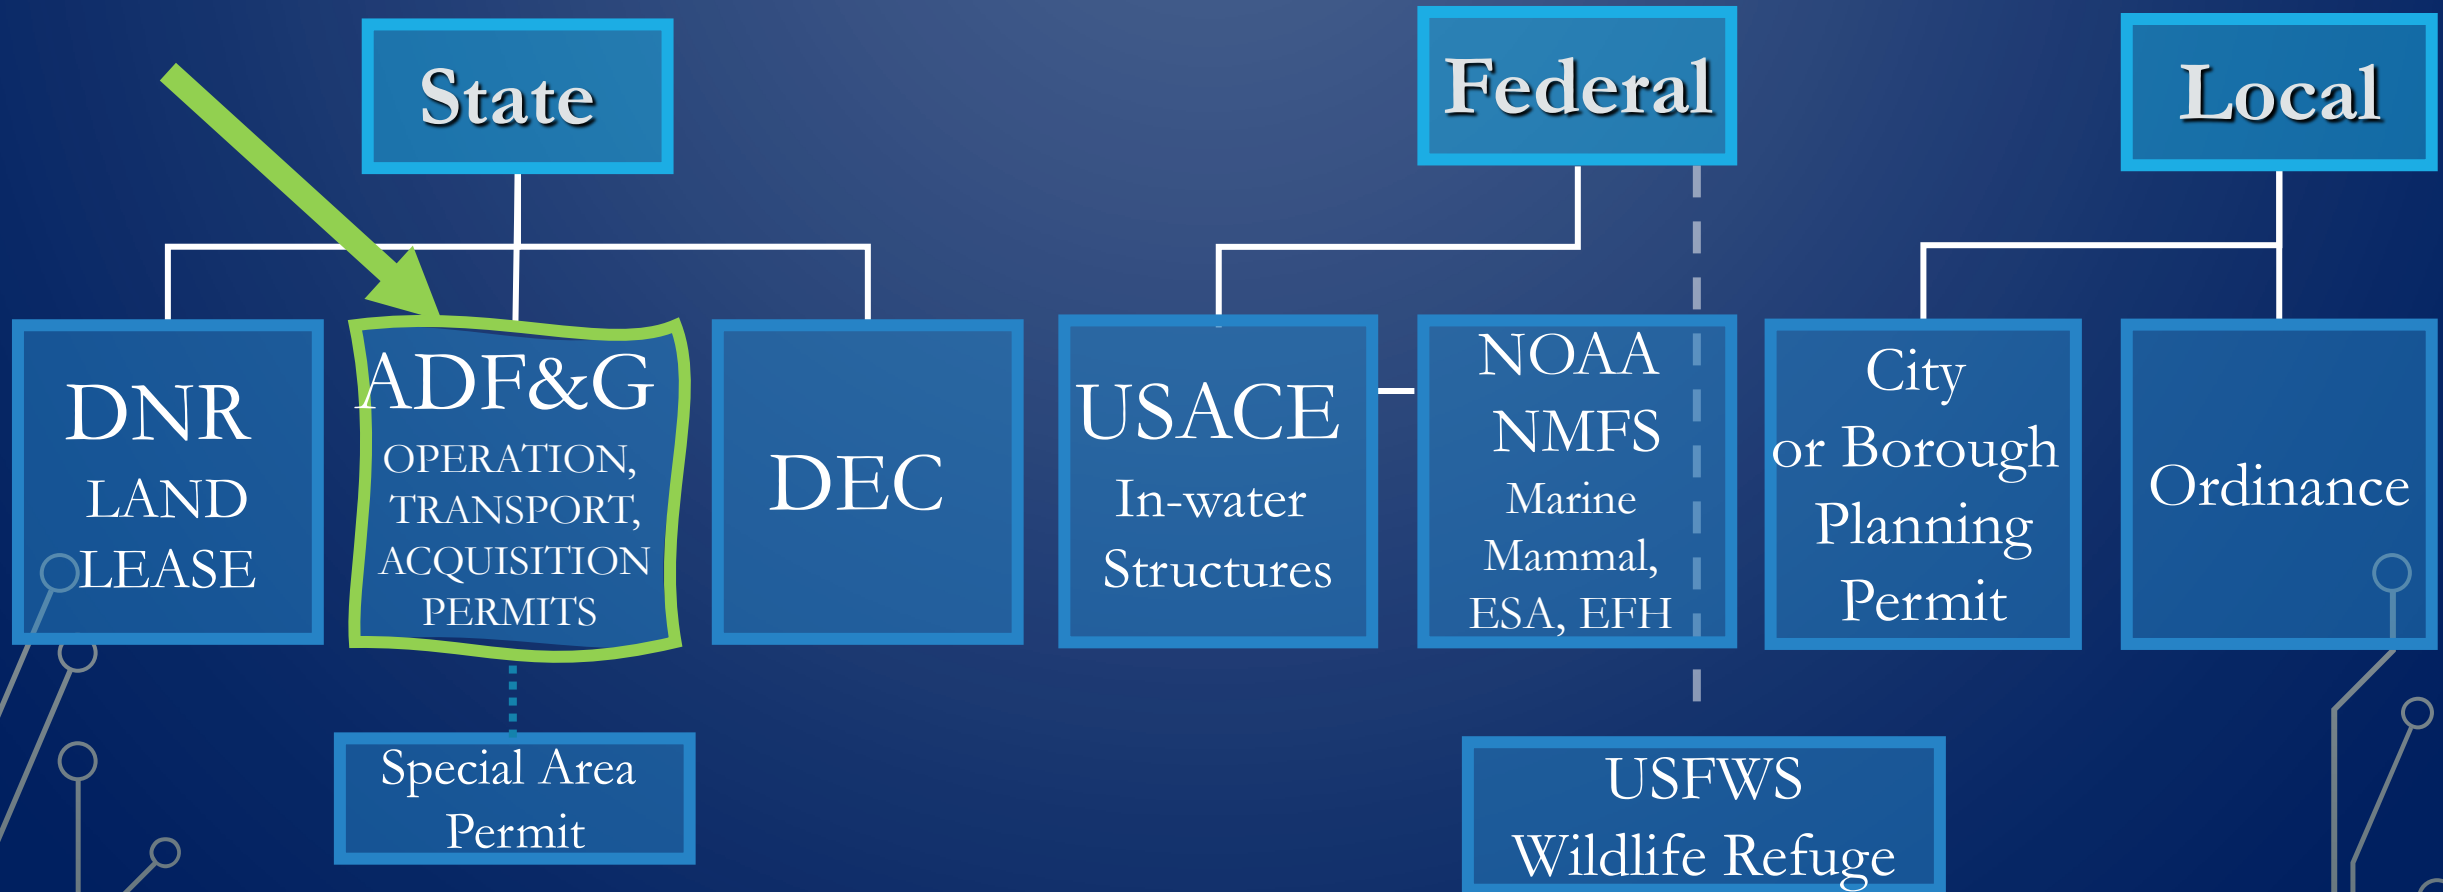 State
Federal
Local
DNR
LAND
LEASE
ADF&G
OPERATION,
TRANSPORT,
ACQUISITION
PERMITS
DEC
USACE
In-water
Structures
NOAA
NMFS
Marine
Mammal,
ESA, EFH
City
or Borough
Planning
Permit
Ordinance
Special Area
Permit
USFWS
Wildlife Refuge